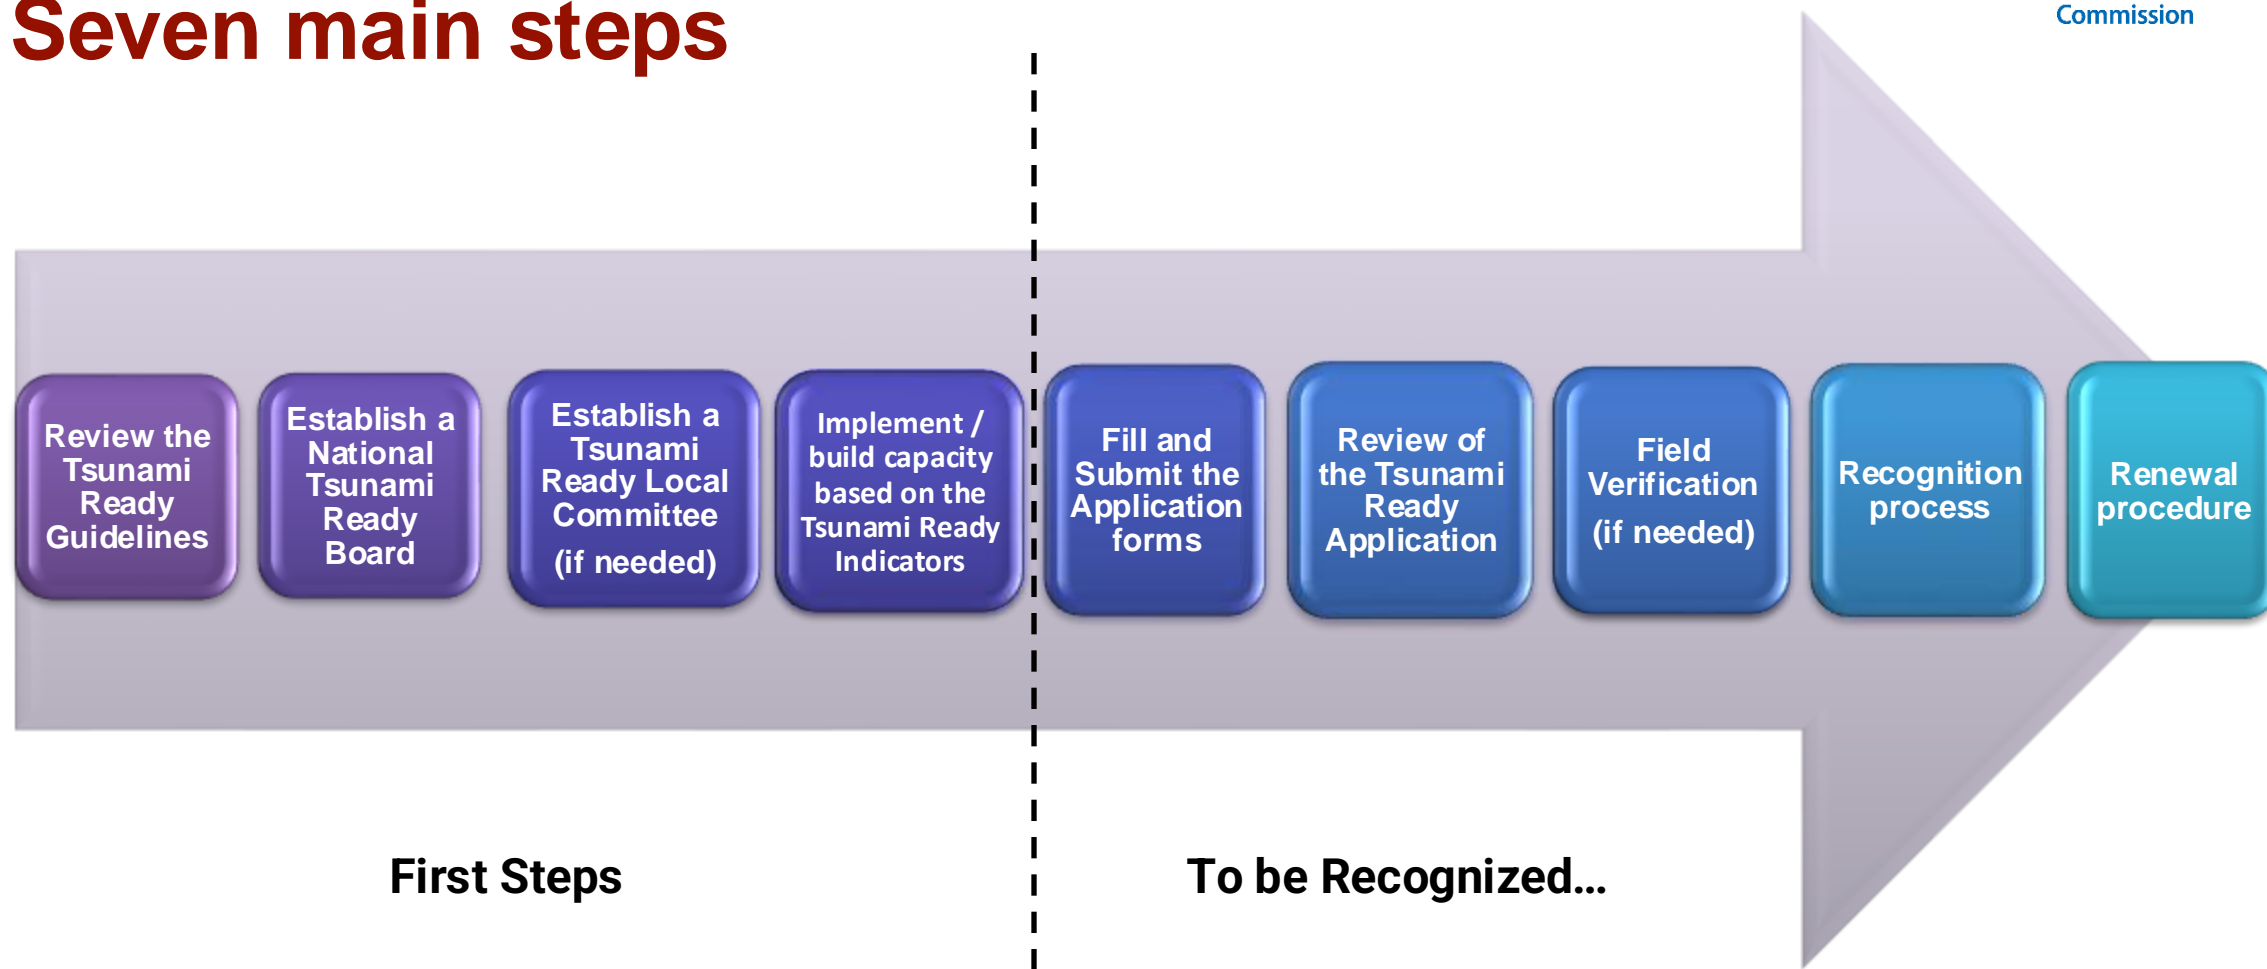 Seven main steps
Commission
Review the
Tsunami
Ready
Guidelines
Establish a
National
Tsunami
Ready
Board
Establish a
Tsunami
Ready Local
Committee
(if needed)
Implement /
build capacity
based on the
Tsunami Ready
Indicators
Fill and
Submit the
Application
forms
Review of
the Tsunami
Ready
Application
Field
Verification
(if needed)
Recognition
process
Renewal
procedure
First Steps
To be Recognized...